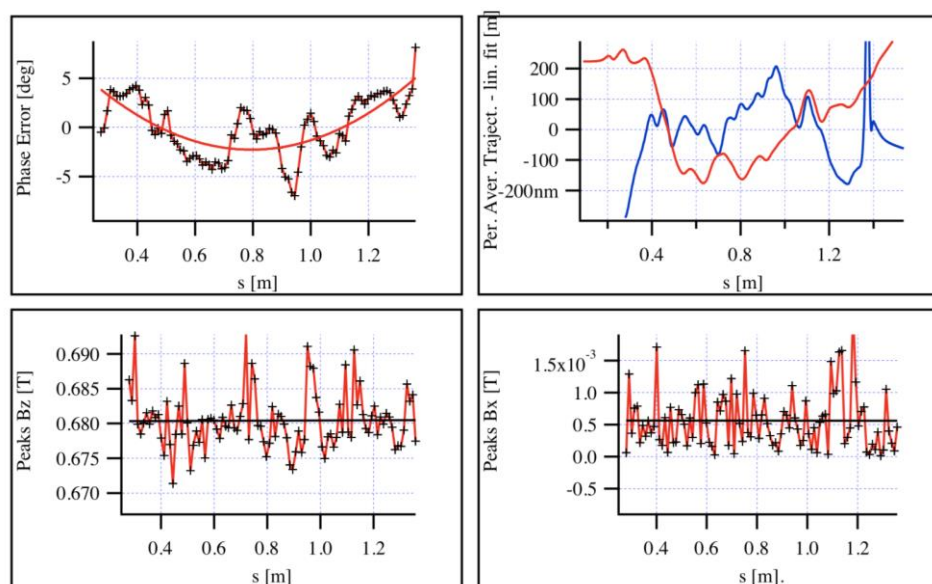 Phase Error [deg]
5
0
-5
0.4 0.6 0.8 1.0 1.2
s [m]
Per. Aver. Traject. - lin. fit [m]
200
100
0
-100
-200nm
0.4 0.8 1.2
s [m]
Peaks Bz [T]
0.690
0.685
0.680
0.675
0.670
0.4 0.6 0.8 1.0 1.2
s [m]
Peaks Bx [T]
1.5x10⁻³
1.0
0.5
0.0
-0.5
0.4 0.6 0.8 1.0 1.2
s [m].